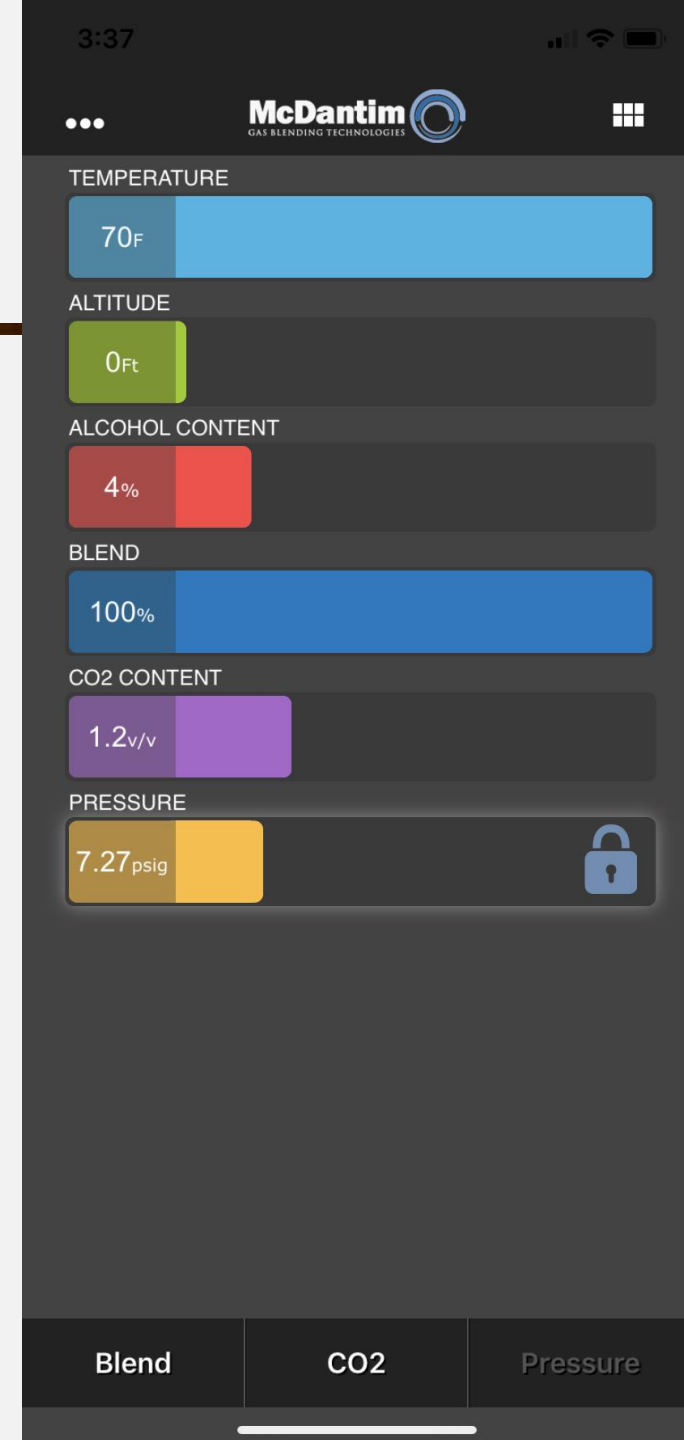 3:37
McDantim
GAS BLENDING TECHNOLOGIES
TEMPERATURE
70F
ALTITUDE
0Ft
ALCOHOL CONTENT
4%
BLEND
100%
CO2 CONTENT
1.2v/v
PRESSURE
7.27psig
Blend CO2 Pressure